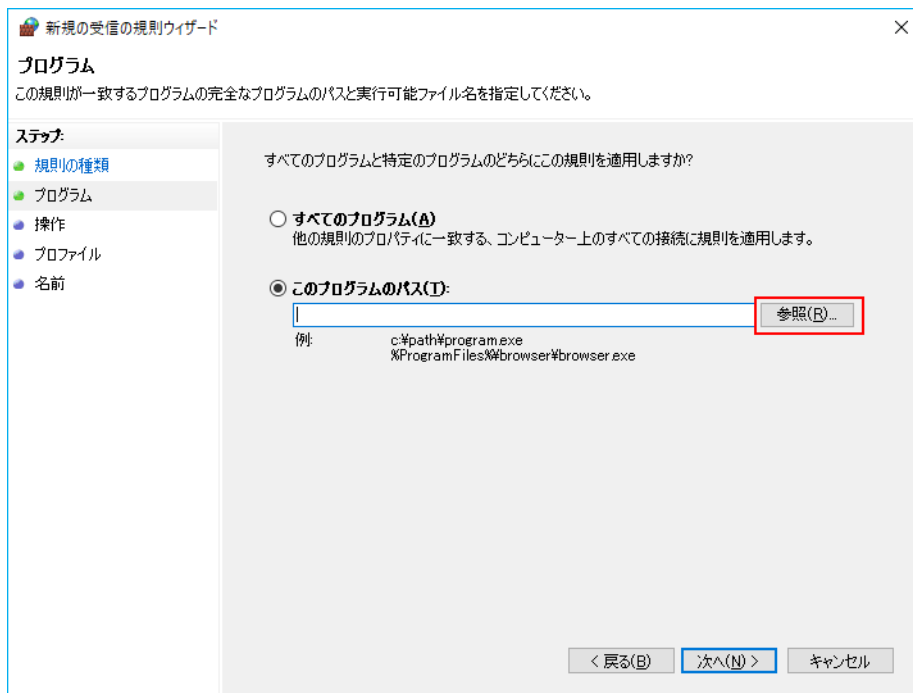 新規の受信の規則ウィザード
プログラム
この規則が一致するプログラムの完全なプログラムのパスと実行可能ファイル名を指定してください。
ステップ:
規則の種類
プログラム
操作
プロファイル
名前
すべてのプログラムと特定のプログラムのどちらにこの規則を適用しますか?
すべてのプログラム(A)
他の規則のプロパティに一致する、コンピューター上のすべての接続に規則を適用します。
このプログラムのパス(T):
参照(R)...
例: c:¥path¥program.exe
%ProgramFiles%¥browser¥browser.exe
< 戻る(B) 次へ(N) > キャンセル